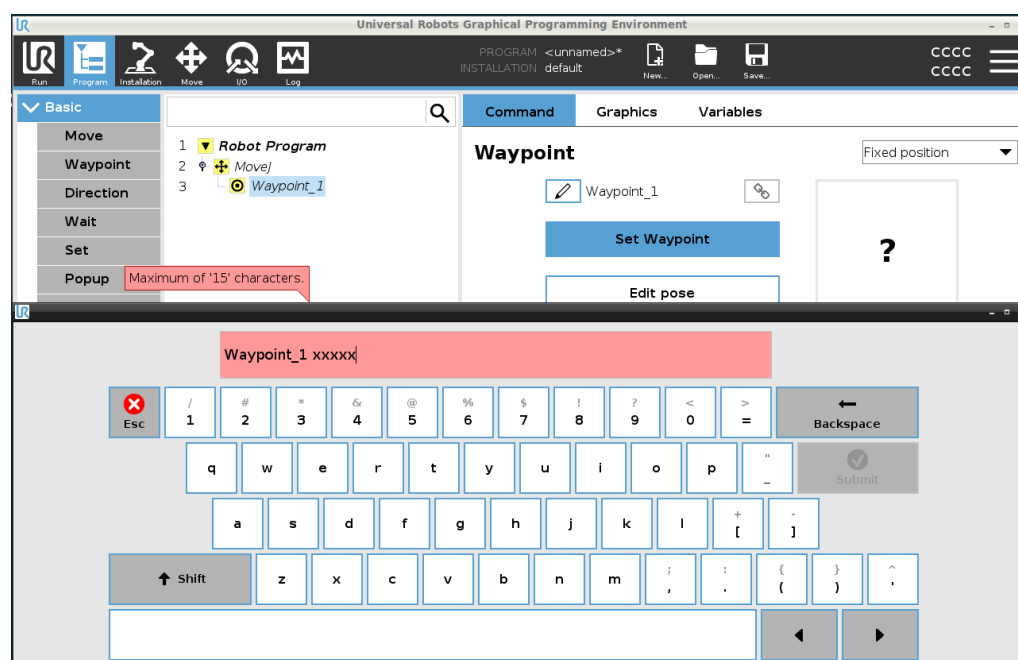 Universal Robots Graphical Programming Environment
UR Run Program Installation Move I/O Log
PROGRAM <unnamed>*
INSTALLATION default
New... Open... Save...
CCCC
CCCC
Basic
Move
Waypoint
Direction
Wait
Set
Popup
1 Robot Program
2 MoveJ
3 Waypoint_1
Command Graphics Variables
Waypoint
Fixed position
Waypoint_1
Set Waypoint
Edit pose
?
Maximum of '15' characters.
UR
Waypoint_1 xxxxx
Esc / 1 # 2 * 3 & 4 @ 5 % 6 $ 7 ! 8 ? 9 < 0 > = ← Backspace
q w e r t y u i o p " _ Submit
a s d f g h j k l + [ - ]
Shift z x c v b n m ; , : . { ( } ) ^ '